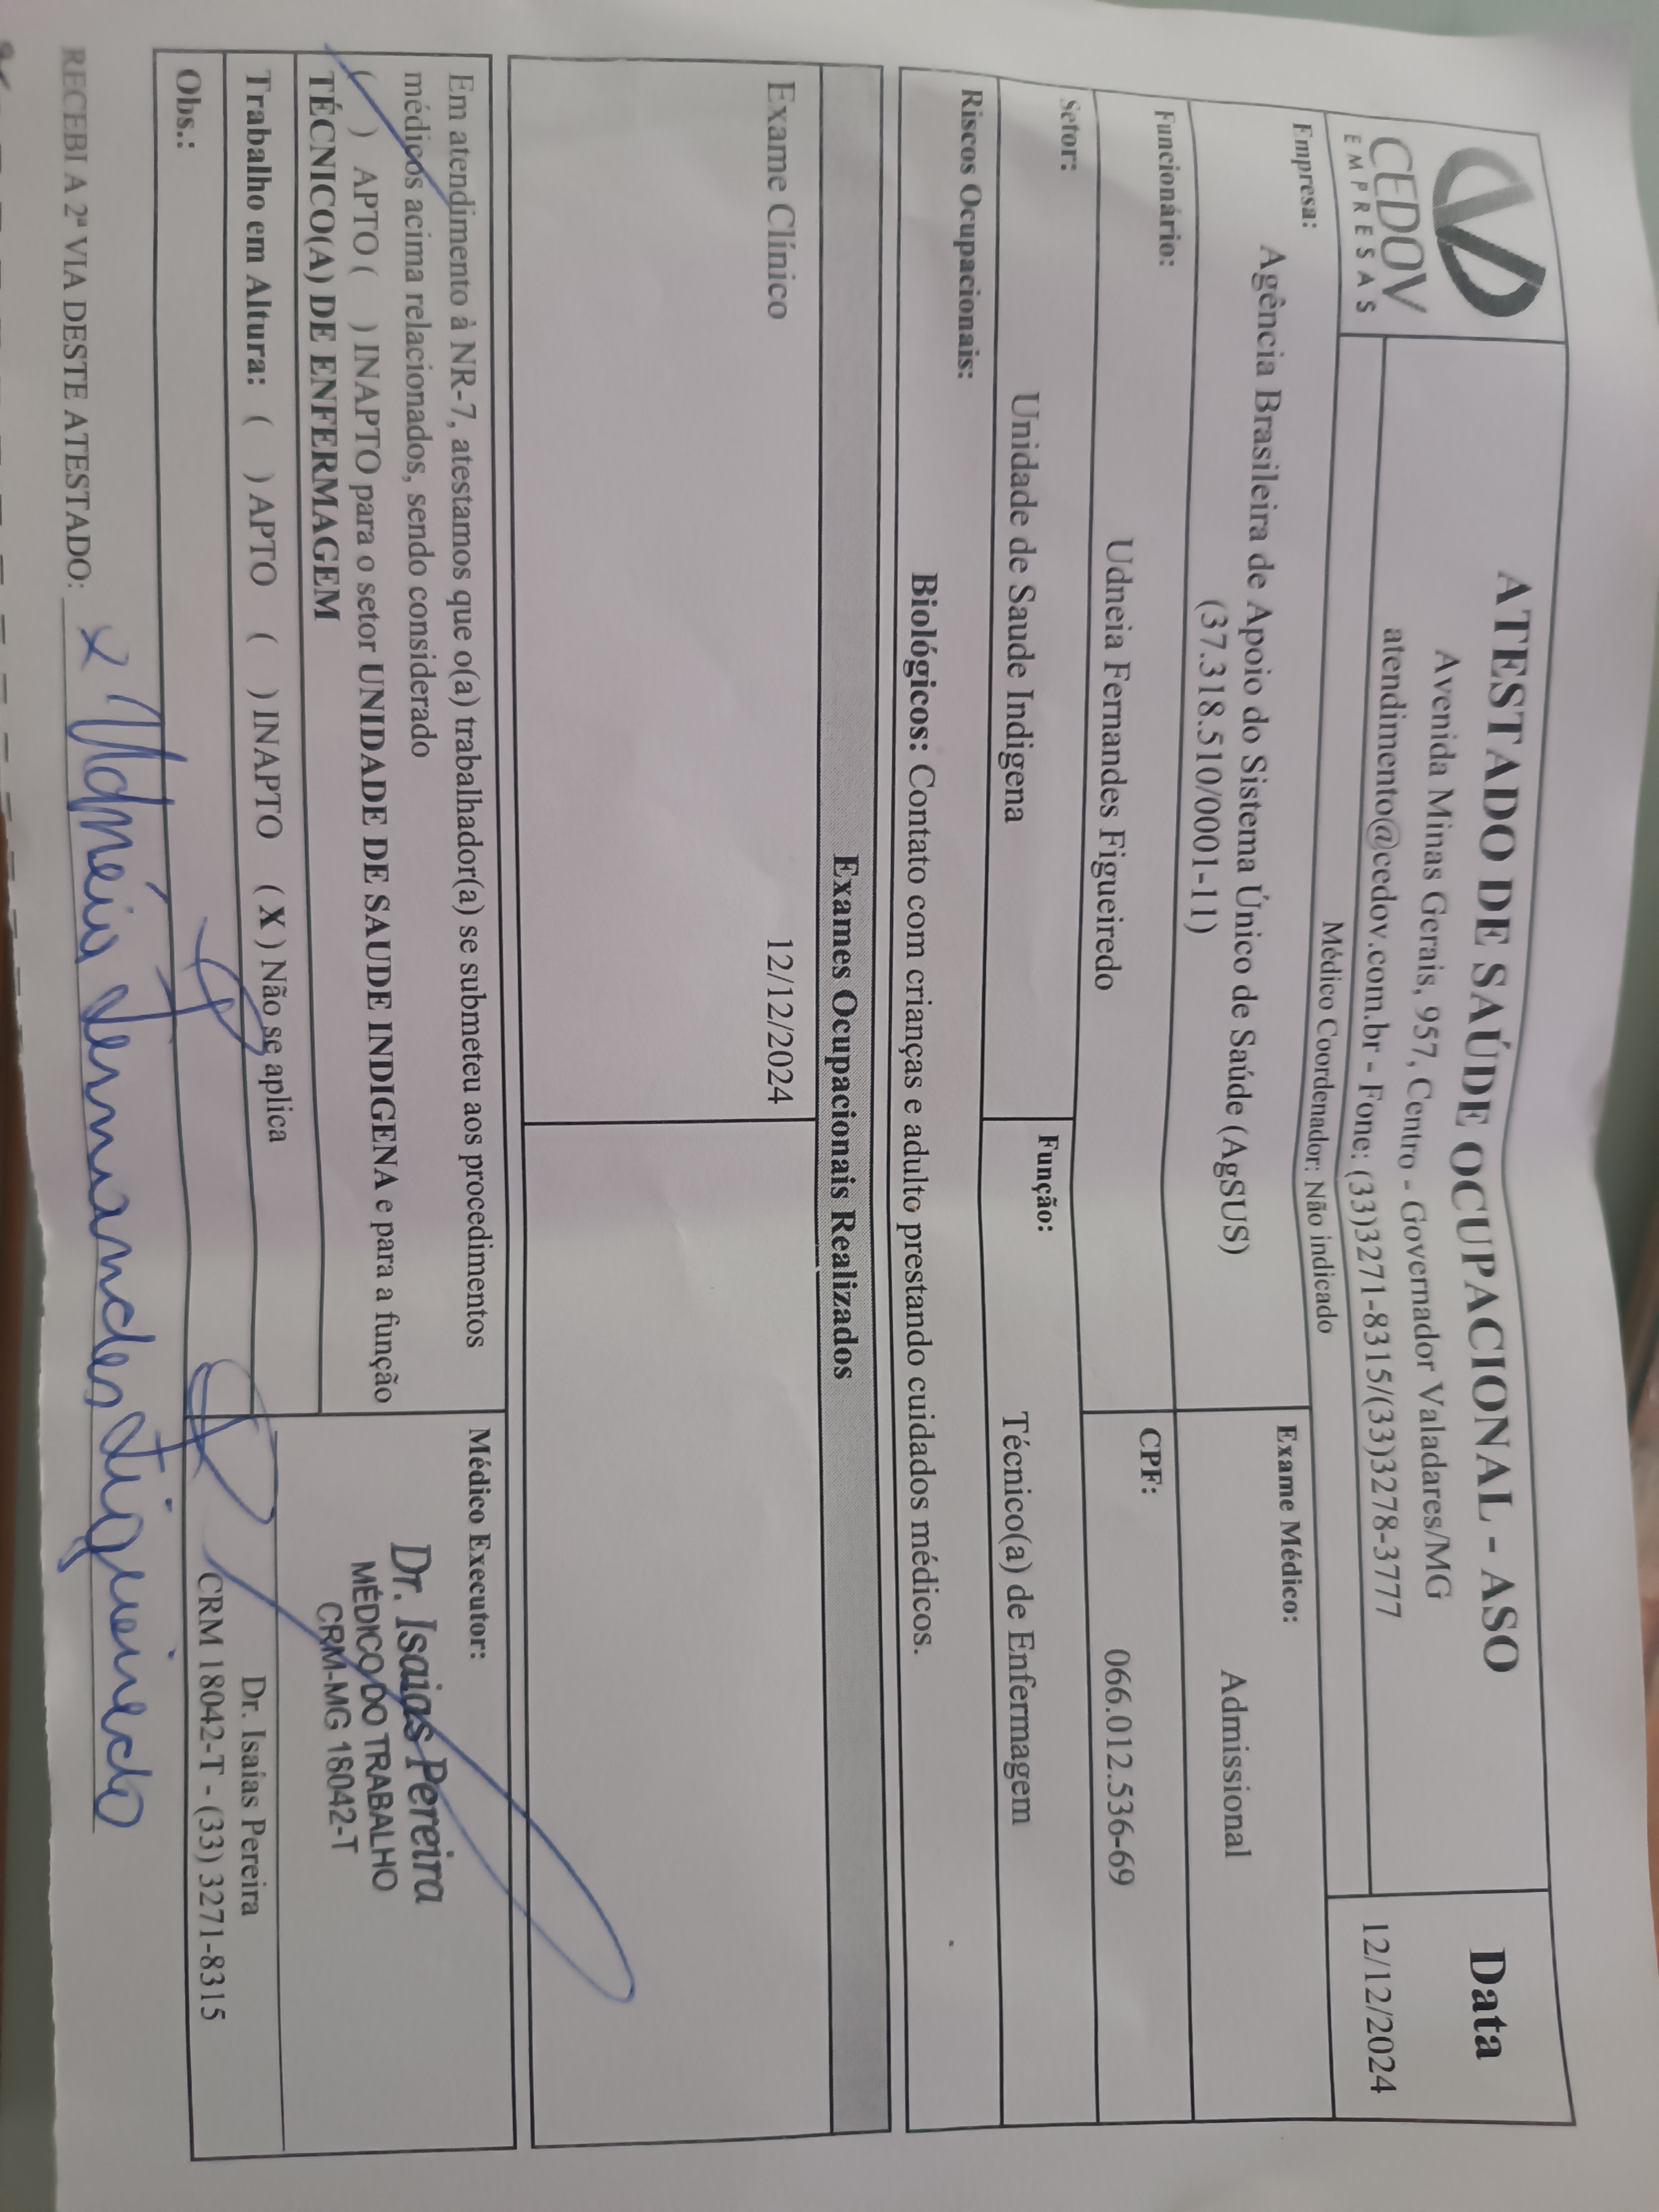 CEDOV
EMPRESAS
ATESTADO DE SAÚDE OCUPACIONAL - ASO
Avenida Minas Gerais, 957, Centro - Governador Valadares/MG
atendimento@cedov.com.br - Fone: (33)3271-8315/(33)3278-3777
Data
12/12/2024
Médico Coordenador: Não indicado
Empresa:
Agência Brasileira de Apoio do Sistema Único de Saúde (AgSUS)
(37.318.510/0001-11)
Exame Médico:
Admissional
Funcionário:
Udneia Fernandes Figueiredo
CPF:
066.012.536-69
Setor:
Unidade de Saude Indigena
Função:
Técnico(a) de Enfermagem
Riscos Ocupacionais:
Biológicos: Contato com crianças e adulto prestando cuidados médicos.
Exames Ocupacionais Realizados
Exame Clínico 12/12/2024
Em atendimento à NR-7, atestamos que o(a) trabalhador(a) se submeteu aos procedimentos
médicos acima relacionados, sendo considerado
( ) APTO ( ) INAPTO para o setor UNIDADE DE SAUDE INDIGENA e para a função
TÉCNICO(A) DE ENFERMAGEM
Trabalho em Altura: ( ) APTO ( ) INAPTO ( X ) Não se aplica
Obs.:
Médico Executor:
Dr. Isaias Pereira
MÉDICO DO TRABALHO
CRM-MG 18042-T
Dr. Isaías Pereira
CRM 18042-T - (33) 3271-8315
RECEBI A 2ª VIA DESTE ATESTADO: x Udneia Fernandes Figueiredo